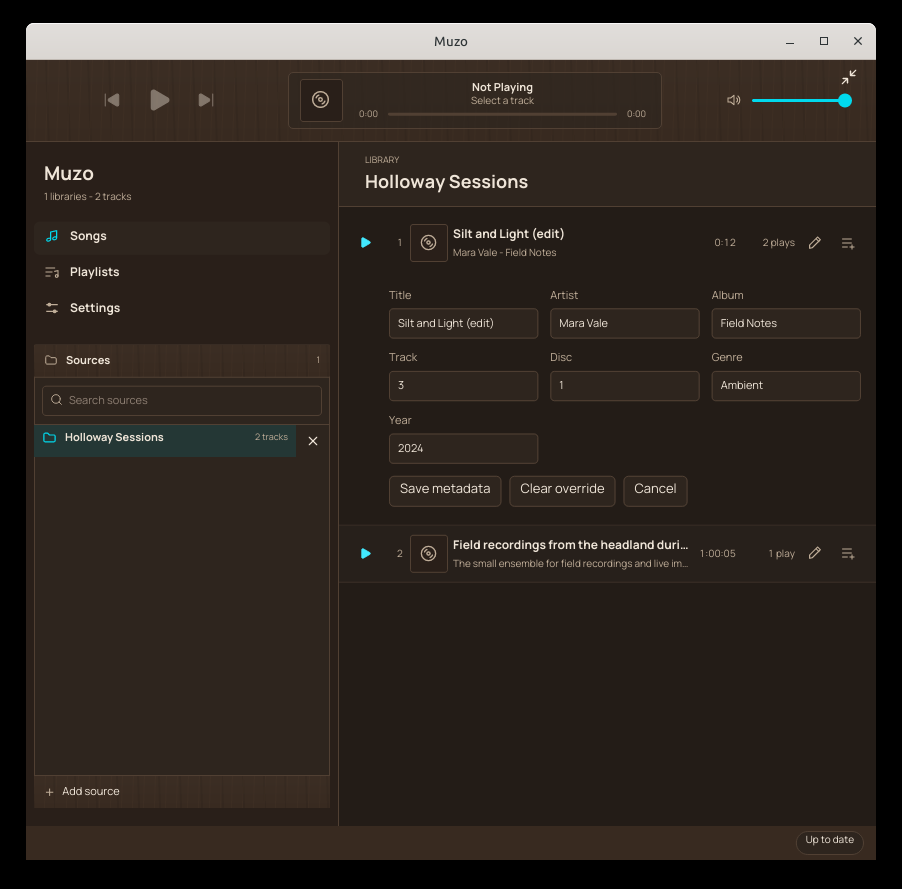 Muzo
Not Playing
Select a track
0:00
0:00
Muzo
1 libraries - 2 tracks
Songs
Playlists
Settings
Sources
1
Search sources
Holloway Sessions
2 tracks
Add source
LIBRARY
Holloway Sessions
1
Silt and Light (edit)
Mara Vale - Field Notes
0:12
2 plays
Title
Artist
Album
Silt and Light (edit)
Mara Vale
Field Notes
Track
Disc
Genre
3
1
Ambient
Year
2024
Save metadata
Clear override
Cancel
2
Field recordings from the headland duri...
The small ensemble for field recordings and live im...
1:00:05
1 play
Up to date